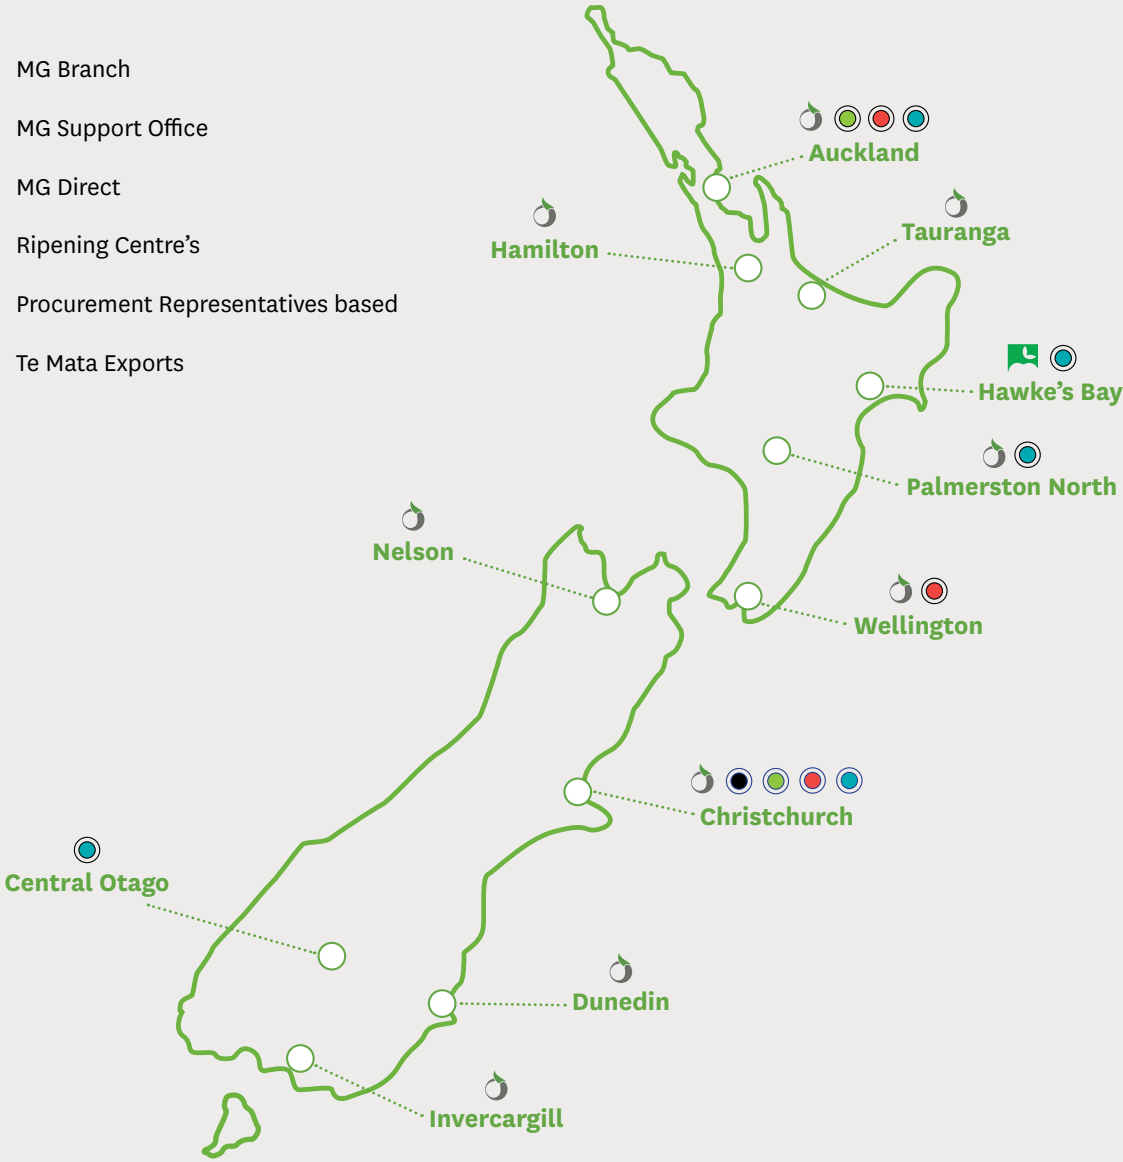 MG Branch
MG Support Office
MG Direct
Ripening Centre's
Procurement Representatives based
Te Mata Exports
Auckland
Tauranga
Hamilton
Hawke's Bay
Palmerston North
Nelson
Wellington
Christchurch
Central Otago
Dunedin
Invercargill